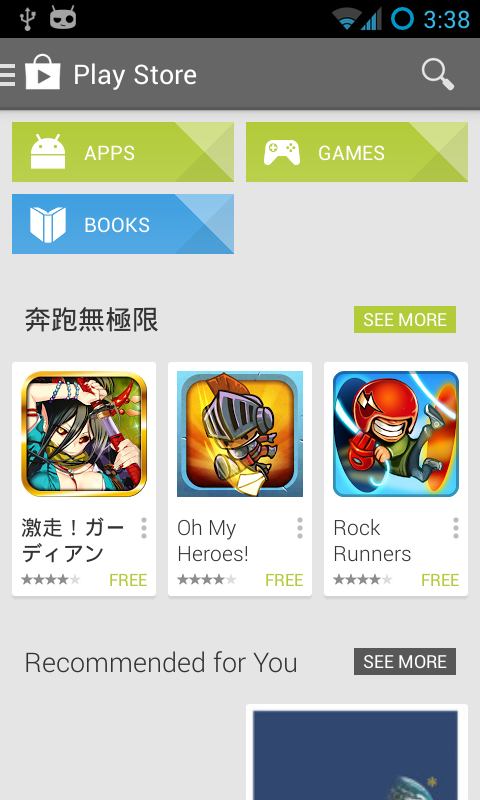 3:38
Play Store
APPS
GAMES
BOOKS
奔跑無極限
SEE MORE
激走！ガー
ディアン
FREE
Oh My
Heroes!
FREE
Rock
Runners
FREE
Recommended for You
SEE MORE